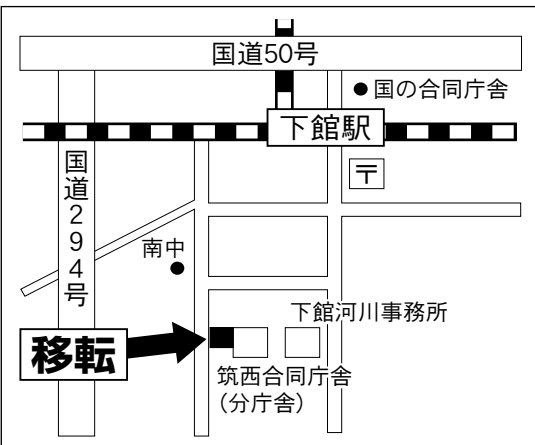 国道50号
国の合同庁舎
下館駅
〒
国道294号
南中
下館河川事務所
移転
筑西合同庁舎
(分庁舎)